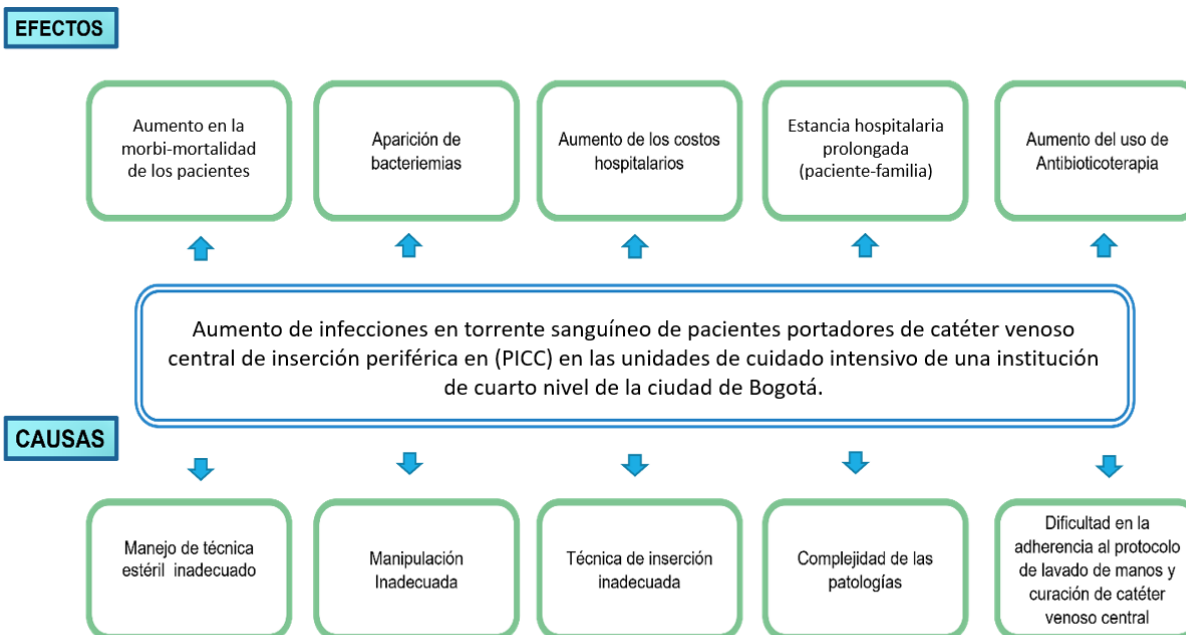 EFECTOS
Aumento en la
morbi-mortalidad
de los pacientes
Aparición de
bacteriemias
Aumento de los costos
hospitalarios
Estancia hospitalaria
prolongada
(paciente-familia)
Aumento del uso de
Antibioticoterapia
Aumento de infecciones en torrente sanguíneo de pacientes portadores de catéter venoso
central de inserción periférica en (PICC) en las unidades de cuidado intensivo de una institución
de cuarto nivel de la ciudad de Bogotá.
CAUSAS
Manejo de técnica
estéril inadecuado
Manipulación
Inadecuada
Técnica de inserción
inadecuada
Complejidad de las
patologías
Dificultad en la
adherencia al protocolo
de lavado de manos y
curación de catéter
venoso central